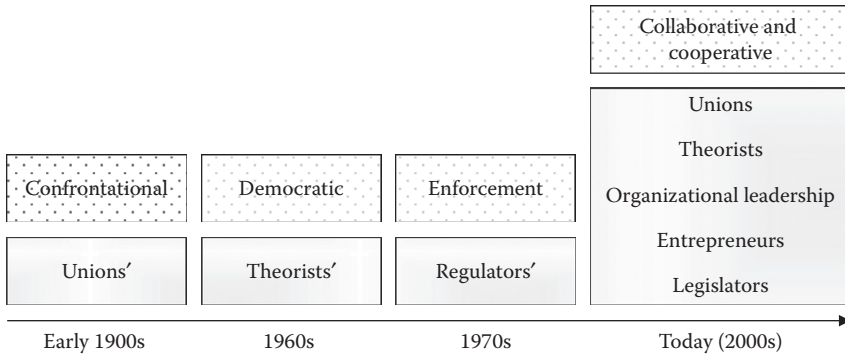 Collaborative and
cooperative
Unions
Theorists
Organizational leadership
Entrepreneurs
Legislators
Confrontational
Democratic
Enforcement
Unions′
Theorists′
Regulators′
Early 1900s
1960s
1970s
Today (2000s)